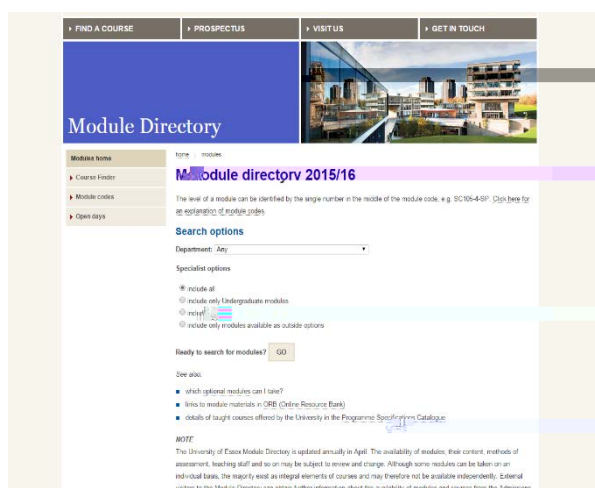 FIND A COURSE
PROSPECTUS
VISIT US
GET IN TOUCH
Module Directory
Modules home
Course Finder
Module codes
Open days
home modules
Module directory 2015/16
The level of a module can be identified by the single number in the middle of the module code, e.g. SC105-4-SP. Click here for
an explanation of module codes.
Search options
Department: Any
Specialist options
include all
include only Undergraduate modules
include only modules available as outside options
Ready to search for modules? GO
See also:
which optional modules can I take?
links to module materials in ORB (Online Resource Bank)
details of taught courses offered by the University in the Programme Specifications Catalogue
NOTE
The University of Essex Module Directory is updated annually in April. The availability of modules, their content, methods of
assessment, teaching staff and so on may be subject to review and change. Although some modules can be taken on an
individual basis, the majority exist as integral elements of courses and may therefore not be available independently. External